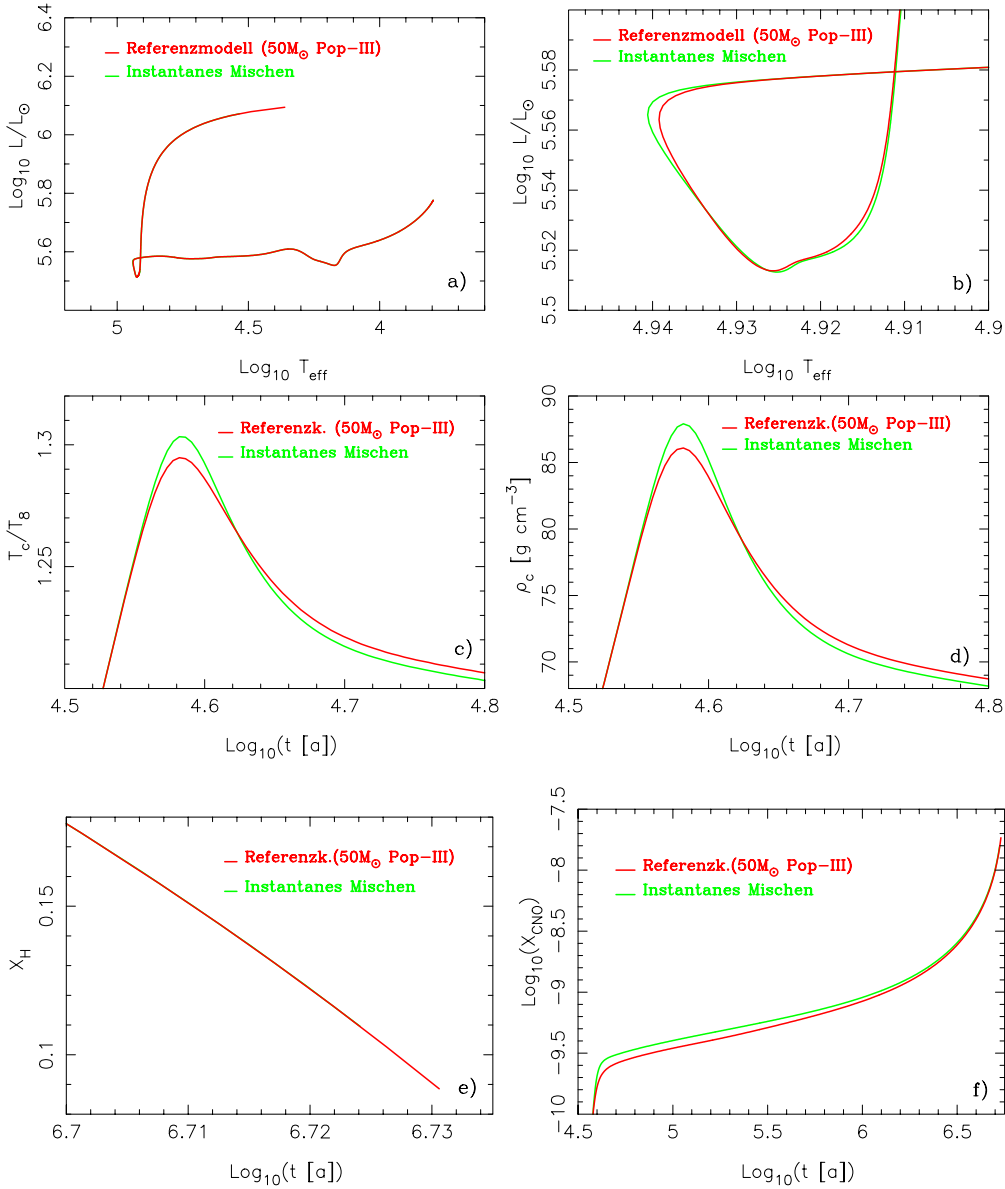 6.4
6.2
6
5.8
5.6
Log₁₀ L/L⊙
Referenzmodell (50M⊙ Pop−III)
Instantanes Mischen
a)
5
4.5
4
Log₁₀ T_eff
5.58
5.56
5.54
5.52
5.5
Log₁₀ L/L⊙
Referenzmodell (50M⊙ Pop−III)
Instantanes Mischen
b)
4.94
4.93
4.92
4.91
4.9
Log₁₀ T_eff
1.3
1.25
T_c/T₈
Referenzk. (50M⊙ Pop−III)
Instantanes Mischen
c)
4.5
4.6
4.7
4.8
Log₁₀(t [a])
90
85
80
75
70
ρ_c [g cm⁻³]
Referenzk.(50M⊙ Pop−III)
Instantanes Mischen
d)
4.5
4.6
4.7
4.8
Log₁₀(t [a])
0.15
0.1
X_H
Referenzk.(50M⊙ Pop−III)
Instantanes Mischen
e)
6.7
6.71
6.72
6.73
Log₁₀(t [a])
−7.5
−8
−8.5
−9
−9.5
−10
Log₁₀(X_CNO)
Referenzk.(50M⊙ Pop−III)
Instantanes Mischen
f)
4.5
5
5.5
6
6.5
Log₁₀(t [a])